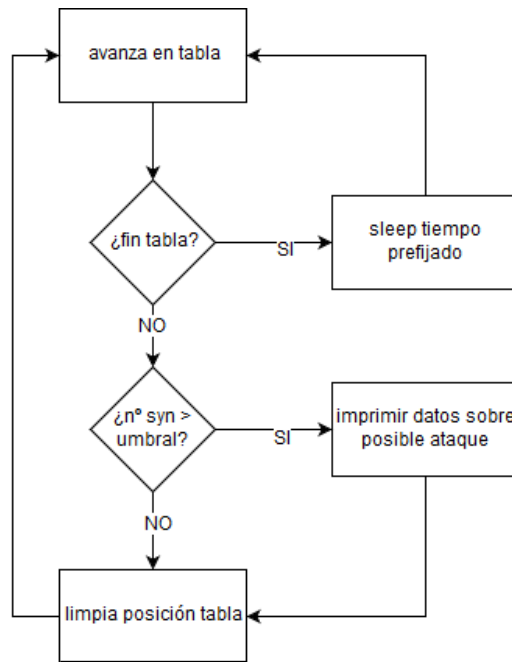 avanza en tabla
¿fin tabla?
SI
sleep tiempo
prefijado
NO
¿nº syn >
umbral?
SI
imprimir datos sobre
posible ataque
NO
limpia posición tabla